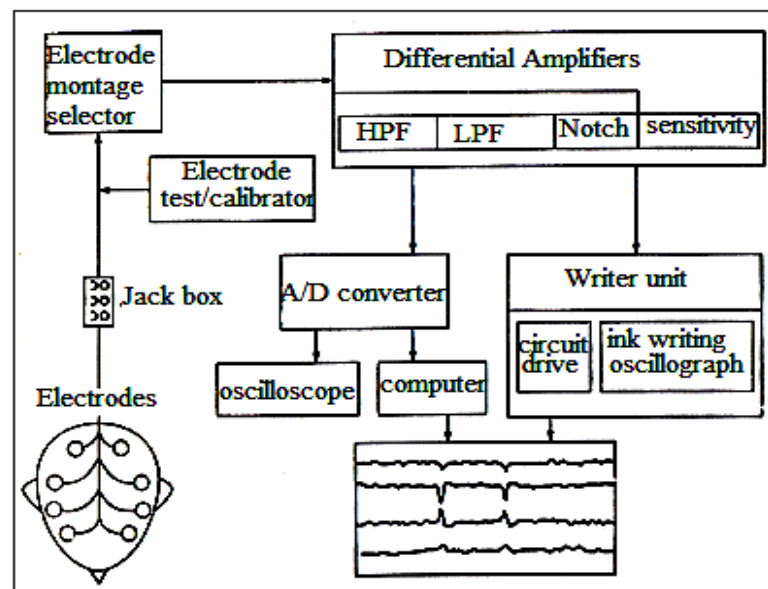 Electrode
montage
selector
Differential Amplifiers
HPF
LPF
Notch
sensitivity
Electrode
test/calibrator
Jack box
A/D converter
Writer unit
circuit
drive
ink writing
oscillograph
oscilloscope
computer
Electrodes